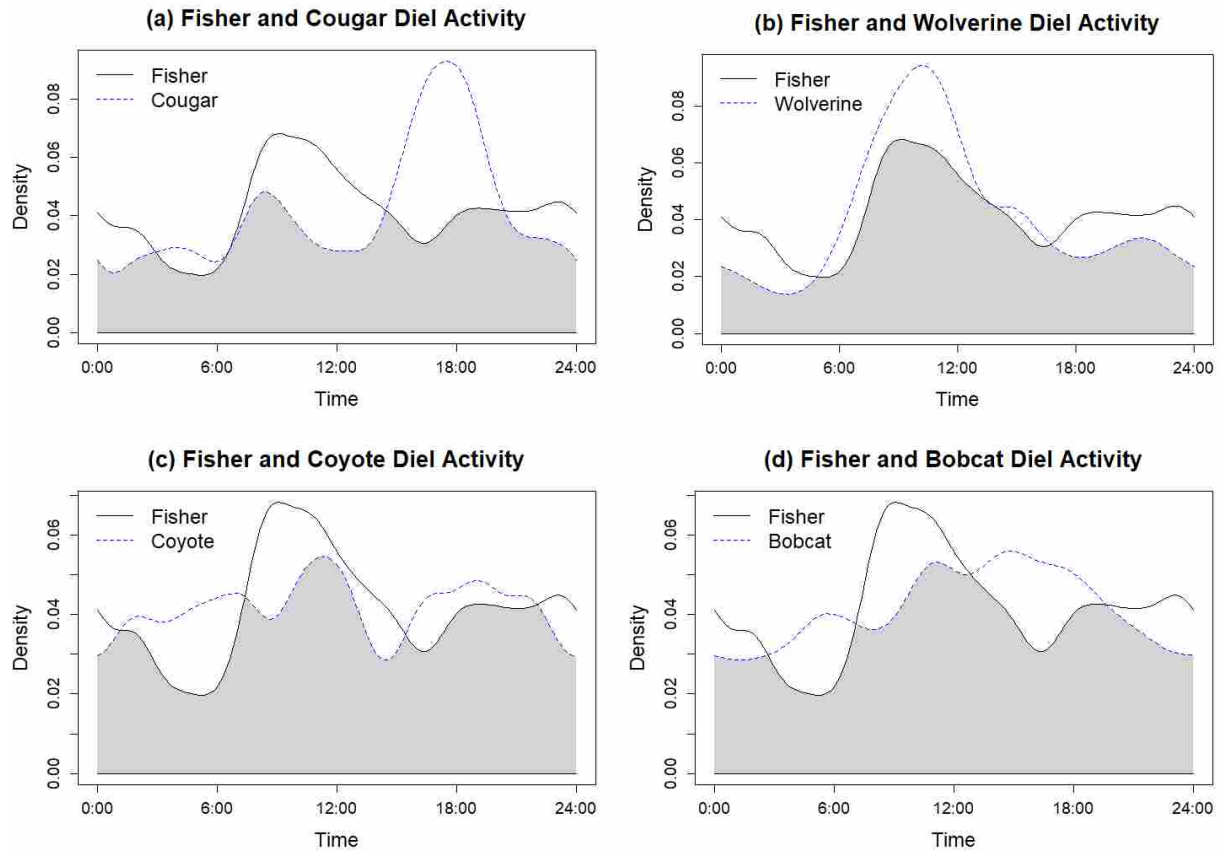 (a) Fisher and Cougar Diel Activity
Fisher
Cougar
Density
0.00
0.02
0.04
0.06
0.08
0:00
6:00
12:00
18:00
24:00
Time
(b) Fisher and Wolverine Diel Activity
Fisher
Wolverine
Density
0.00
0.02
0.04
0.06
0.08
0:00
6:00
12:00
18:00
24:00
Time
(c) Fisher and Coyote Diel Activity
Fisher
Coyote
Density
0.00
0.02
0.04
0.06
0:00
6:00
12:00
18:00
24:00
Time
(d) Fisher and Bobcat Diel Activity
Fisher
Bobcat
Density
0.00
0.02
0.04
0.06
0:00
6:00
12:00
18:00
24:00
Time